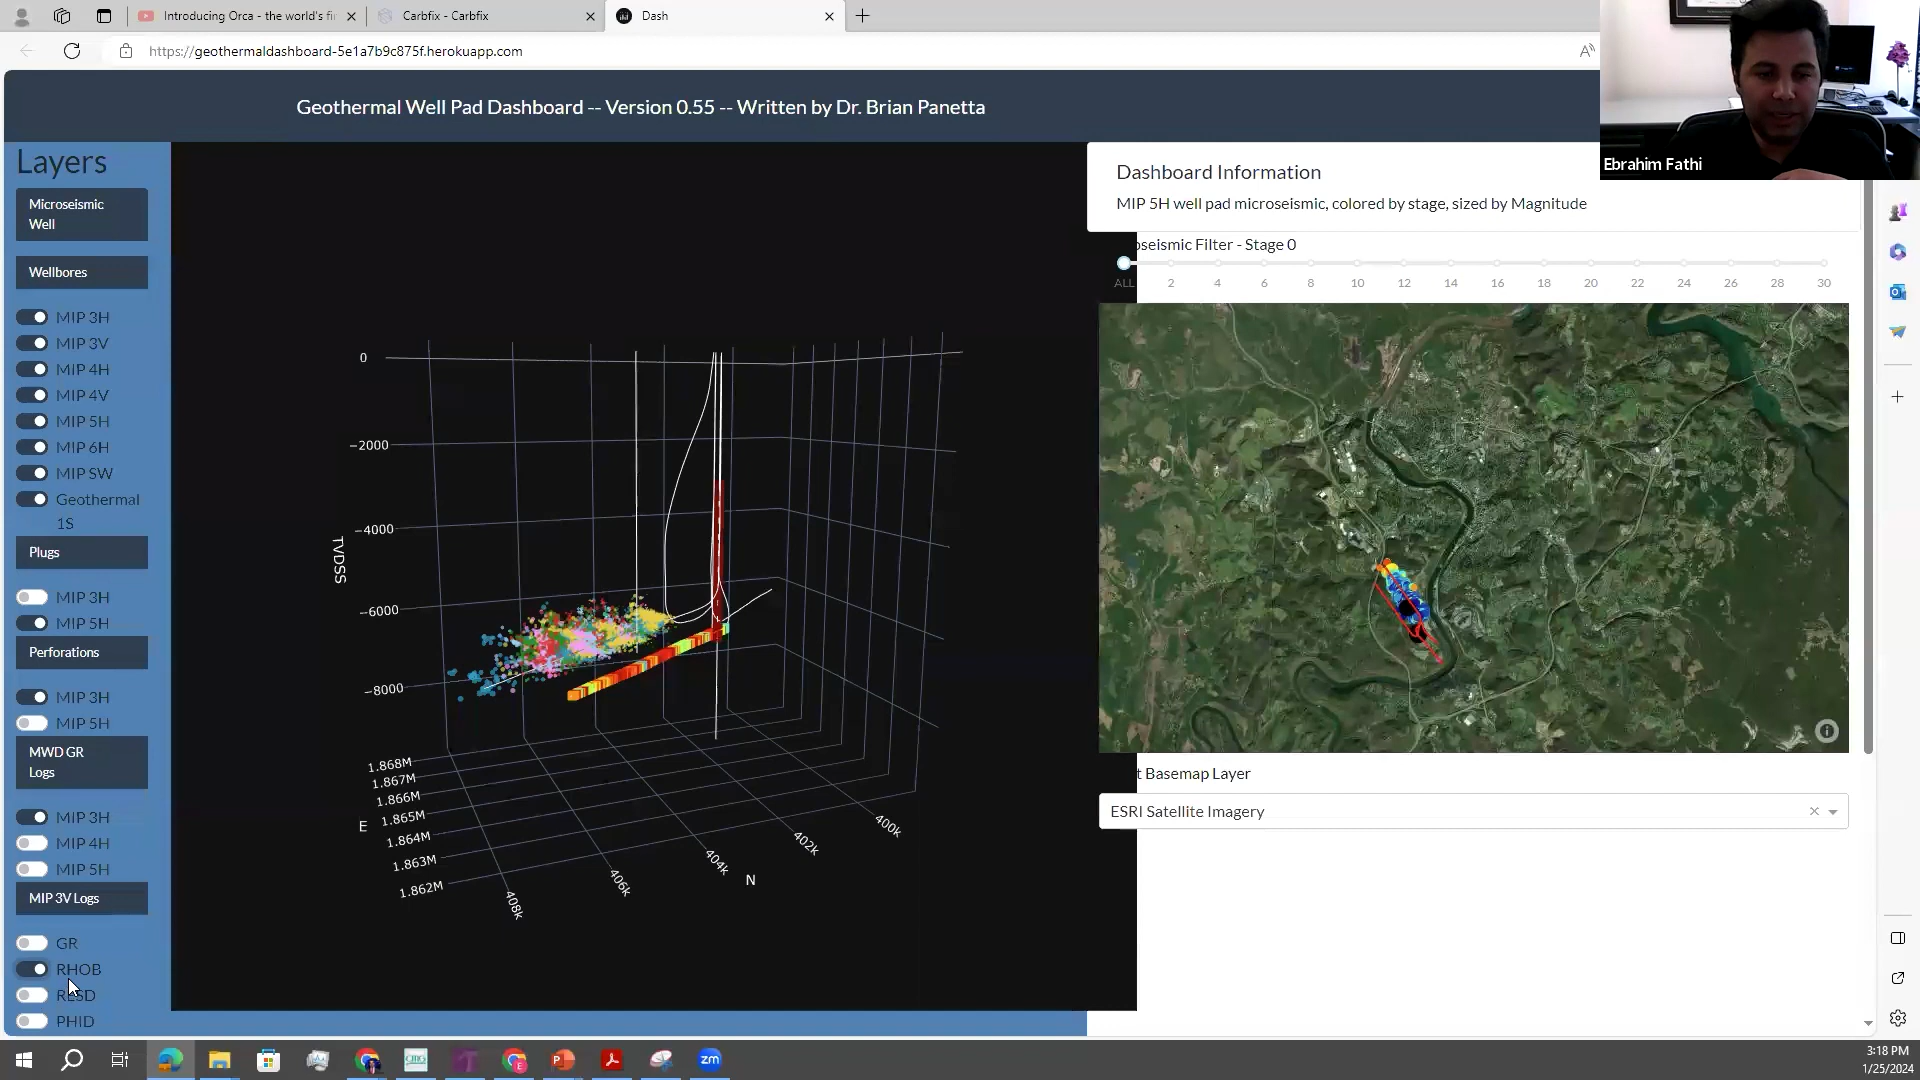 Introducing Orca - the world's fi
Carbfix - Carbfix
Dash
https://geothermaldashboard-5e1a7b9c875f.herokuapp.com
Geothermal Well Pad Dashboard -- Version 0.55 -- Written by Dr. Brian Panetta
Ebrahim Fathi
Layers
Microseismic
Well
Wellbores
MIP 3H
MIP 3V
MIP 4H
MIP 4V
MIP 5H
MIP 6H
MIP SW
Geothermal
1S
Plugs
MIP 3H
MIP 5H
Perforations
MIP 3H
MIP 5H
MWD GR
Logs
MIP 3H
MIP 4H
MIP 5H
MIP 3V Logs
GR
RHOB
RESD
PHID
0
−2000
−4000
−6000
−8000
TVDSS
1.868M
1.867M
1.866M
1.865M
1.864M
1.863M
1.862M
E
408k
406k
404k
402k
400k
N
Dashboard Information
MIP 5H well pad microseismic, colored by stage, sized by Magnitude
oseismic Filter - Stage 0
ALL 2 4 6 8 10 12 14 16 18 20 22 24 26 28 30
t Basemap Layer
ESRI Satellite Imagery
3:18 PM
1/25/2024